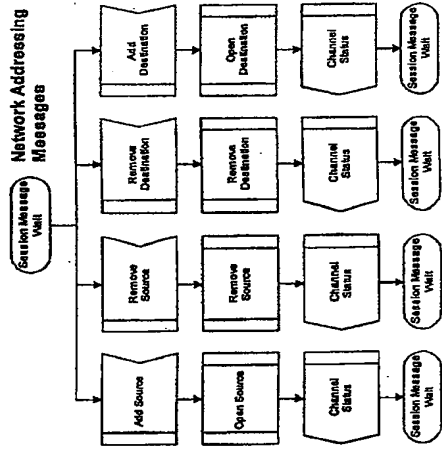 Network Addressing
Messages
Session Message
Wait
Add Source
Remove
Source
Remove
Destination
Add
Destination
Open Source
Remove
Source
Remove
Destination
Open
Destination
Channel
Status
Channel
Status
Channel
Status
Channel
Status
Session Message
Wait
Session Message
Wait
Session Message
Wait
Session Message
Wait